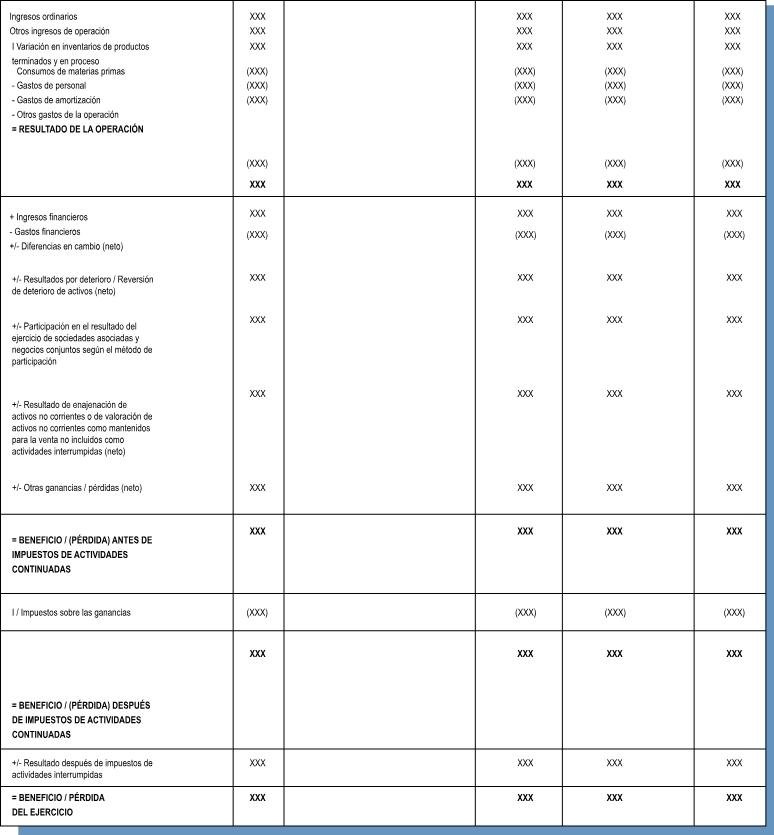 Ingresos ordinarios XXX XXX XXX XXX
Otros ingresos de operación XXX XXX XXX XXX
I Variación en inventarios de productos XXX XXX XXX XXX
terminados y en proceso
Consumos de materias primas (XXX) (XXX) (XXX) (XXX)
- Gastos de personal (XXX) (XXX) (XXX) (XXX)
- Gastos de amortización (XXX) (XXX) (XXX) (XXX)
- Otros gastos de la operación
= RESULTADO DE LA OPERACIÓN
(XXX) (XXX) (XXX) (XXX)
XXX XXX XXX XXX
+ Ingresos financieros XXX XXX XXX XXX
- Gastos financieros (XXX) (XXX) (XXX) (XXX)
+/- Diferencias en cambio (neto)
+/- Resultados por deterioro / Reversión XXX XXX XXX XXX
de deterioro de activos (neto)
+/- Participación en el resultado del XXX XXX XXX XXX
ejercicio de sociedades asociadas y
negocios conjuntos según el método de
participación
XXX XXX XXX XXX
+/- Resultado de enajenación de
activos no corrientes o de valoración de
activos no corrientes como mantenidos
para la venta no incluidos como
actividades interrumpidas (neto)
+/- Otras ganancias / pérdidas (neto) XXX XXX XXX XXX
XXX XXX XXX XXX
= BENEFICIO / (PÉRDIDA) ANTES DE
IMPUESTOS DE ACTIVIDADES
CONTINUADAS
I / Impuestos sobre las ganancias (XXX) (XXX) (XXX) (XXX)
XXX XXX XXX XXX
= BENEFICIO / (PÉRDIDA) DESPUÉS
DE IMPUESTOS DE ACTIVIDADES
CONTINUADAS
+/- Resultado después de impuestos de XXX XXX XXX XXX
actividades interrumpidas
= BENEFICIO / PÉRDIDA XXX XXX XXX XXX
DEL EJERCICIO